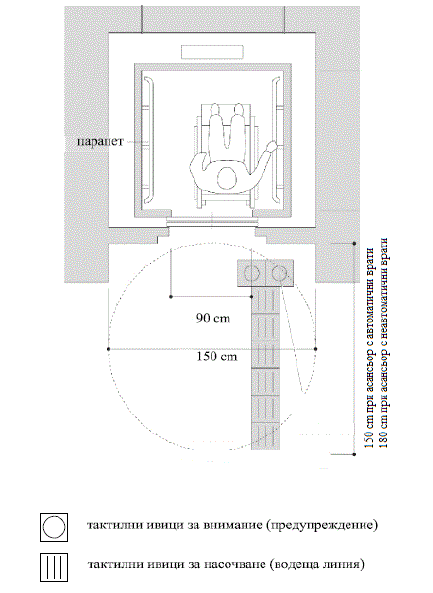 парапет
90 cm
150 cm
150 cm при асансьор с автоматични врати
180 cm при асансьор с неавтоматични врати
тактилни ивици за внимание (предупреждение)
тактилни ивици за насочване (водеща линия)